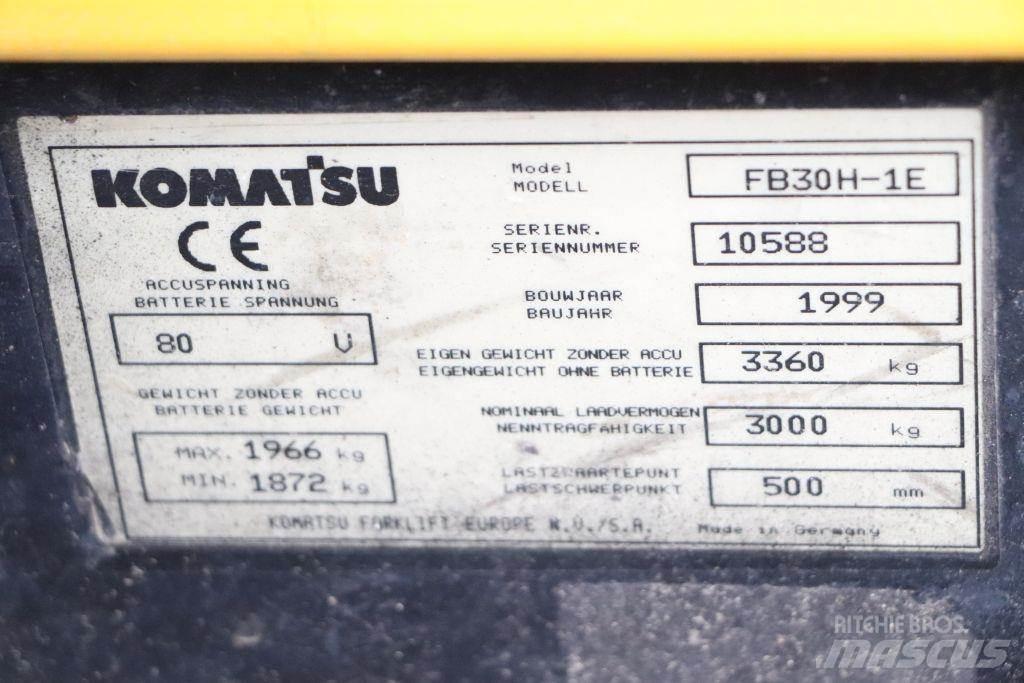 KOMATSU
CE
ACCUSPANNING
BATTERIE SPANNUNG
80 V
GEWICHT ZONDER ACCU
BATTERIE GEWICHT
MAX. 1966 kg
MIN. 1872 kg
Model
MODELL
FB30H-1E
SERIENR.
SERIENNUMMER
10588
BOUWJAAR
BAUJAHR
1999
EIGEN GEWICHT ZONDER ACCU
EIGENGEWICHT OHNE BATTERIE
3360 kg
NOMINAAL LAADVERMOGEN
NENNTRAGFÄHIGKEIT
3000 kg
LASTZWAARTEPUNT
LASTSCHWERPUNKT
500 mm
KOMATSU FORKLIFT EUROPE N.V./S.A.
Made in Germany
RITCHIE BROS.
MASCUS